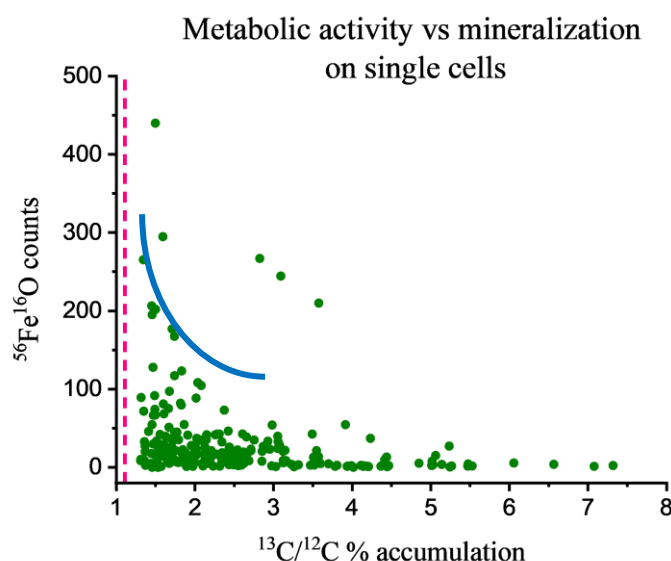 Metabolic activity vs mineralization
on single cells
500
400
300
200
100
0
⁵⁶Fe¹⁶O counts
1 2 3 4 5 6 7 8
¹³C/¹²C % accumulation